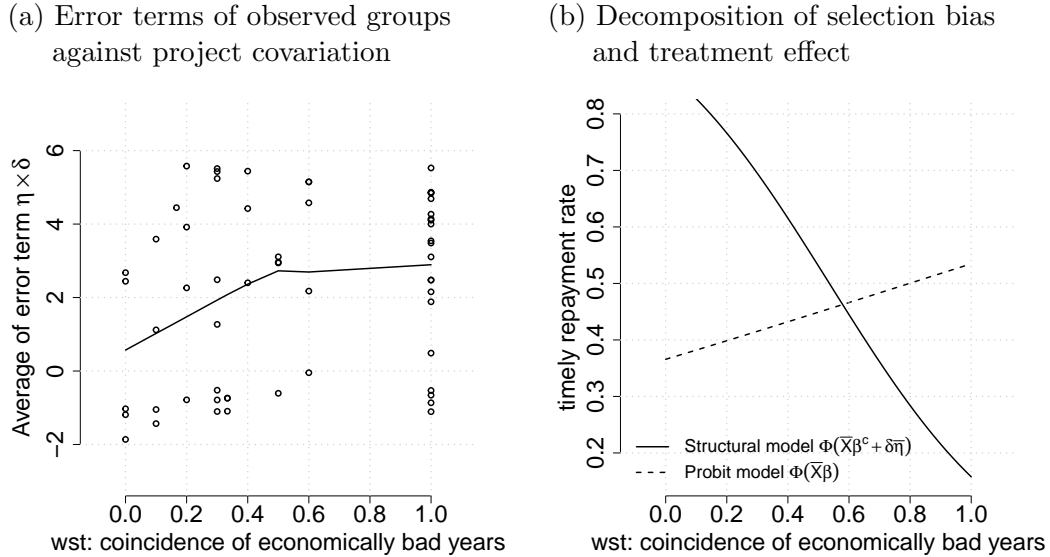 (a) Error terms of observed groups
against project covariation
Average of error term η × δ
6
4
2
0
−2
0.0 0.2 0.4 0.6 0.8 1.0
wst: coincidence of economically bad years
(b) Decomposition of selection bias
and treatment effect
timely repayment rate
0.8
0.7
0.6
0.5
0.4
0.3
0.2
Structural model Φ(X̅βᶜ + δη̅)
Probit model Φ(X̅β)
0.0 0.2 0.4 0.6 0.8 1.0
wst: coincidence of economically bad years